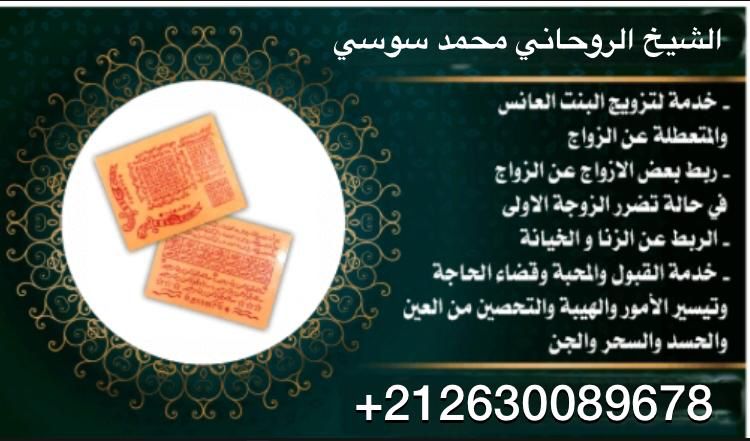 الشيخ الروحاني محمد سوسي
- خدمة لتزويج البنت العانس
والمتعطلة عن الزواج
- ربط بعض الازواج عن الزواج
في حالة تضرر الزوجة الاولى
- الربط عن الزنا و الخيانة
- خدمة القبول والمحبة وقضاء الحاجة
وتيسير الأمور والهيبة والتحصين من العين
والحسد والسحر والجن
+212630089678